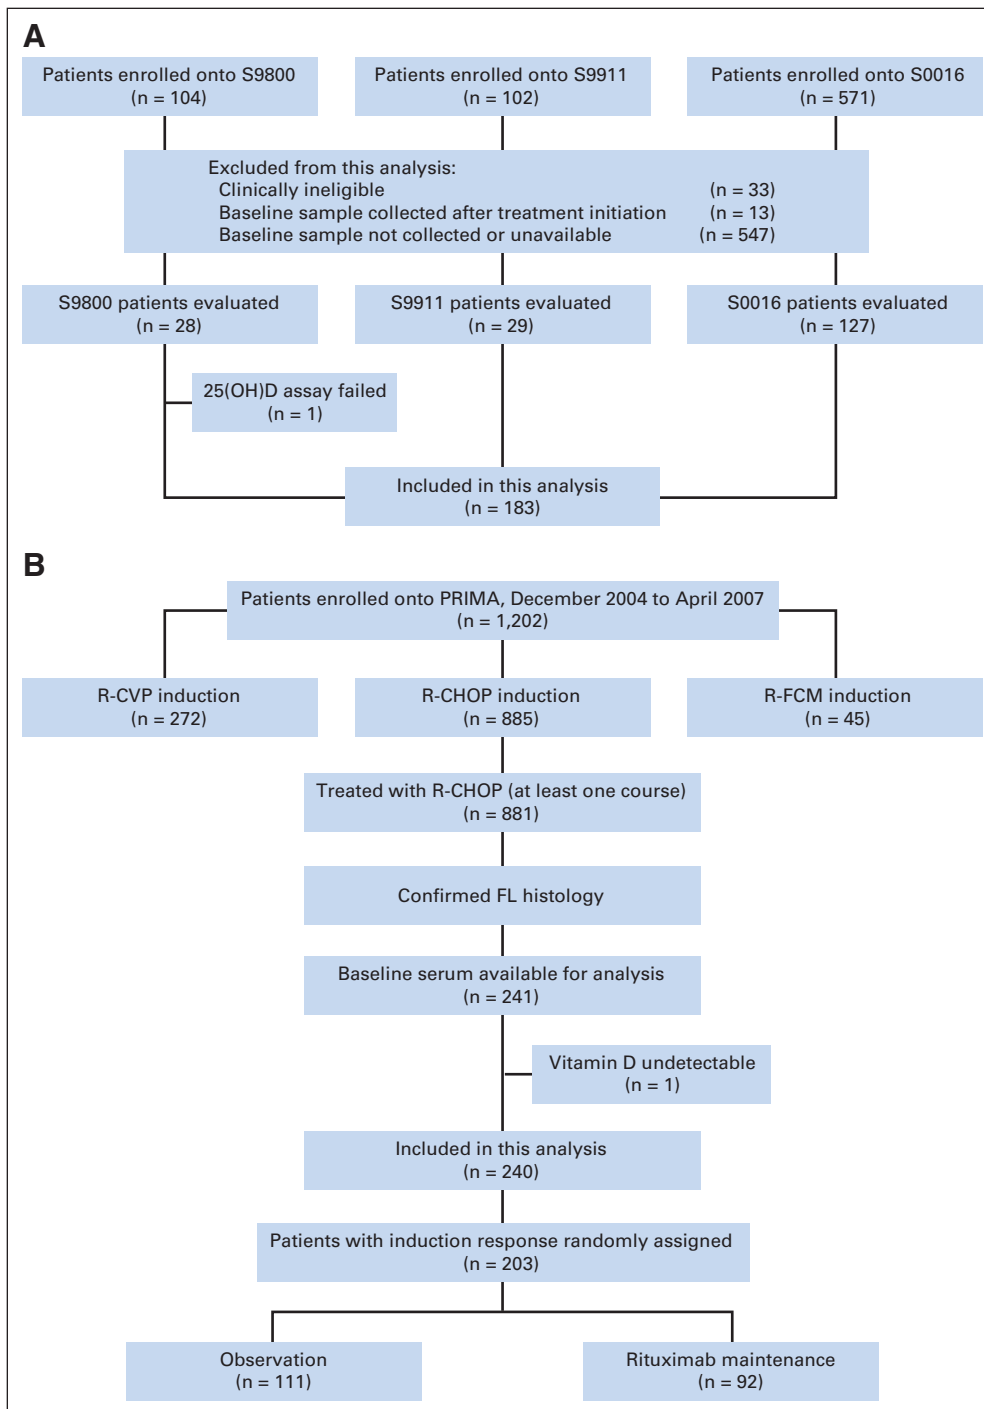 A
Patients enrolled onto S9800
(n = 104)
Patients enrolled onto S9911
(n = 102)
Patients enrolled onto S0016
(n = 571)
Excluded from this analysis:
Clinically ineligible (n = 33)
Baseline sample collected after treatment initiation (n = 13)
Baseline sample not collected or unavailable (n = 547)
S9800 patients evaluated
(n = 28)
S9911 patients evaluated
(n = 29)
S0016 patients evaluated
(n = 127)
25(OH)D assay failed
(n = 1)
Included in this analysis
(n = 183)
B
Patients enrolled onto PRIMA, December 2004 to April 2007
(n = 1,202)
R-CVP induction
(n = 272)
R-CHOP induction
(n = 885)
R-FCM induction
(n = 45)
Treated with R-CHOP (at least one course)
(n = 881)
Confirmed FL histology
Baseline serum available for analysis
(n = 241)
Vitamin D undetectable
(n = 1)
Included in this analysis
(n = 240)
Patients with induction response randomly assigned
(n = 203)
Observation
(n = 111)
Rituximab maintenance
(n = 92)